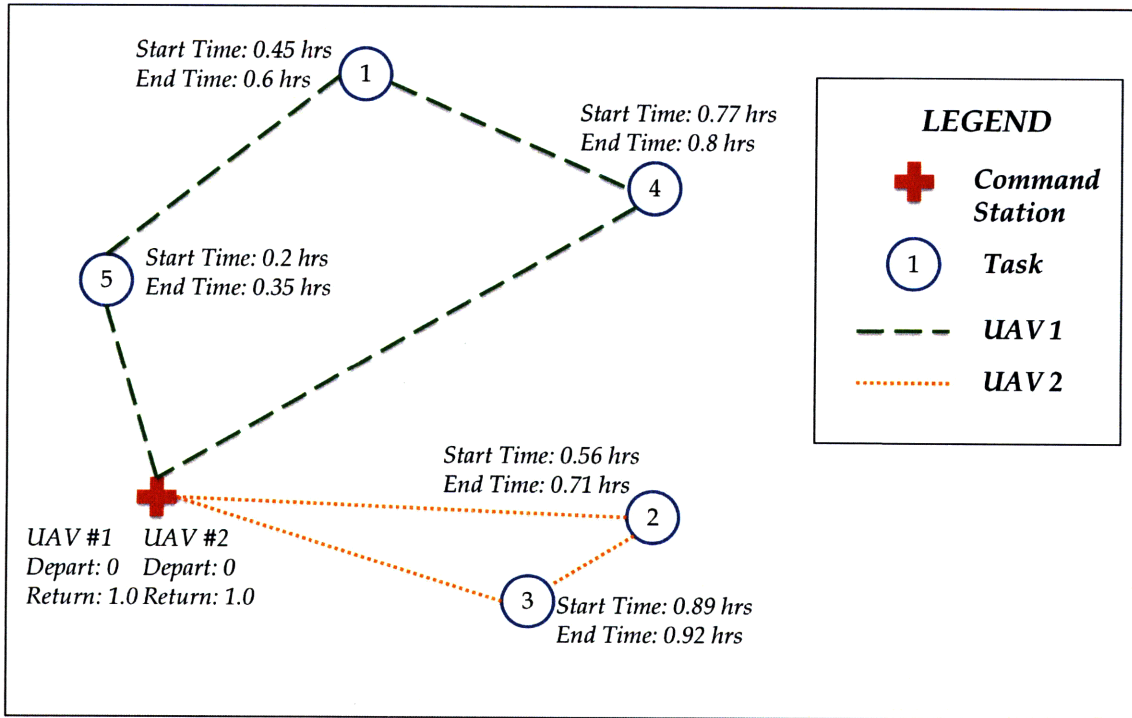 Start Time: 0.45 hrs
End Time: 0.6 hrs
1
Start Time: 0.77 hrs
End Time: 0.8 hrs
4
5
Start Time: 0.2 hrs
End Time: 0.35 hrs
Start Time: 0.56 hrs
End Time: 0.71 hrs
2
UAV #1 UAV #2
Depart: 0 Depart: 0
Return: 1.0 Return: 1.0
3
Start Time: 0.89 hrs
End Time: 0.92 hrs
LEGEND
Command
Station
1 Task
UAV 1
UAV 2